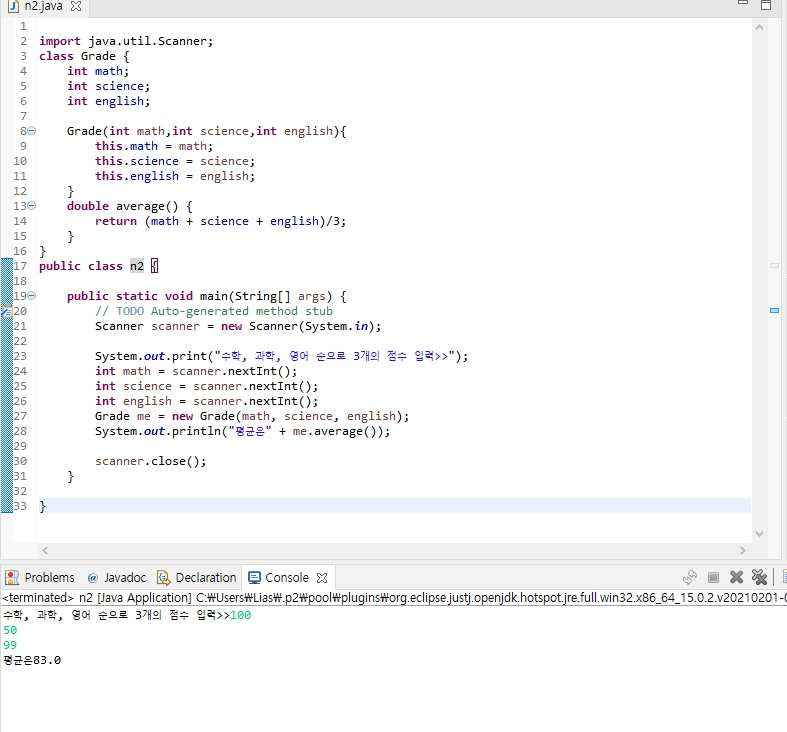 n2.java
1
2 import java.util.Scanner;
3 class Grade {
4 int math;
5 int science;
6 int english;
7
8 Grade(int math,int science,int english){
9 this.math = math;
10 this.science = science;
11 this.english = english;
12 }
13 double average() {
14 return (math + science + english)/3;
15 }
16 }
17 public class n2 {
18
19 public static void main(String[] args) {
20 // TODO Auto-generated method stub
21 Scanner scanner = new Scanner(System.in);
22
23 System.out.print("수학, 과학, 영어 순으로 3개의 점수 입력>>");
24 int math = scanner.nextInt();
25 int science = scanner.nextInt();
26 int english = scanner.nextInt();
27 Grade me = new Grade(math, science, english);
28 System.out.println("평균은" + me.average());
29
30 scanner.close();
31 }
32
33 }
Problems @ Javadoc Declaration Console
<terminated> n2 [Java Application] C:₩Users₩Lias₩.p2₩pool₩plugins₩org.eclipse.justj.openjdk.hotspot.jre.full.win32.x86_64_15.0.2.v20210201-0
수학, 과학, 영어 순으로 3개의 점수 입력>>100
50
99
평균은83.0